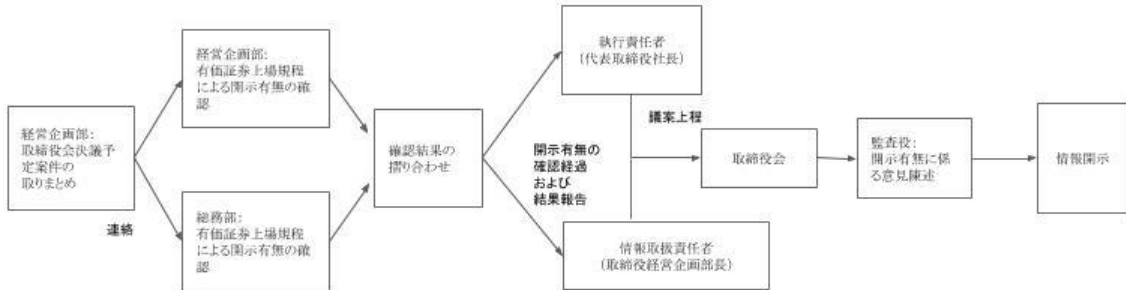 経営企画部：
取締役会決議予
定案件の
取りまとめ
連絡
経営企画部：
有価証券上場規程
による開示有無の確
認
総務部：
有価証券上場規程
による開示有無の確
認
確認結果の
摺り合わせ
執行責任者
（代表取締役社長）
開示有無の
確認経過
および
結果報告
情報取扱責任者
（取締役経営企画部長）
議案上程
取締役会
監査役：
開示有無に係
る意見陳述
情報開示